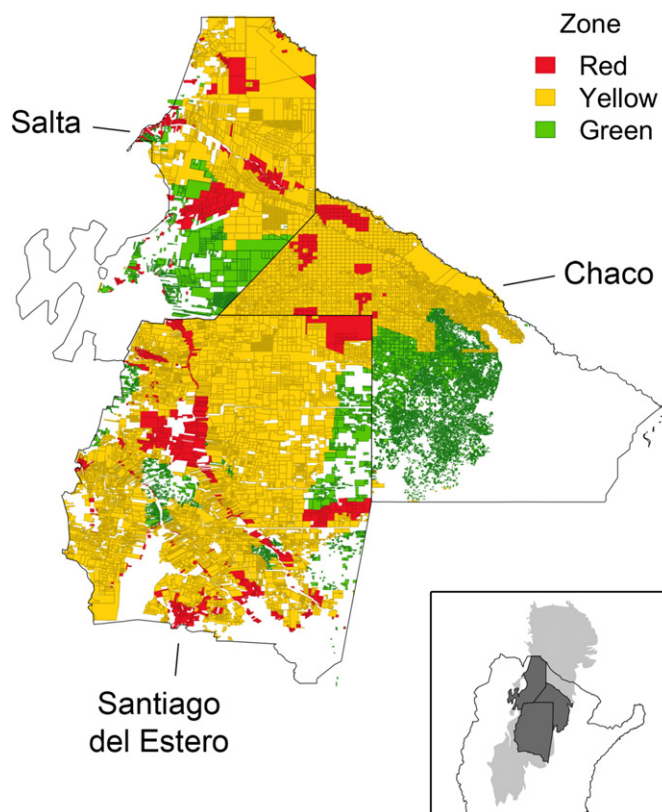 Zone
Red
Yellow
Green
Salta
Chaco
Santiago
del Estero